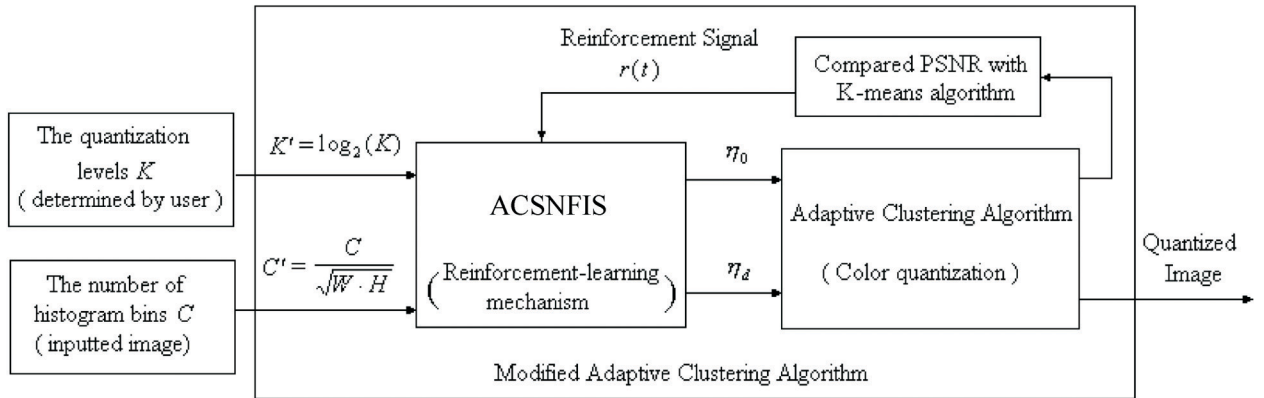 Reinforcement Signal
r(t)
Compared PSNR with
K-means algorithm
The quantization
levels K
( determined by user )
K' = log₂(K)
ACSNFIS
(Reinforcement-learning
mechanism)
η₀
η_d
Adaptive Clustering Algorithm
( Color quantization )
Quantized
Image
The number of
histogram bins C
( inputted image)
C' = C / √(W · H)
Modified Adaptive Clustering Algorithm